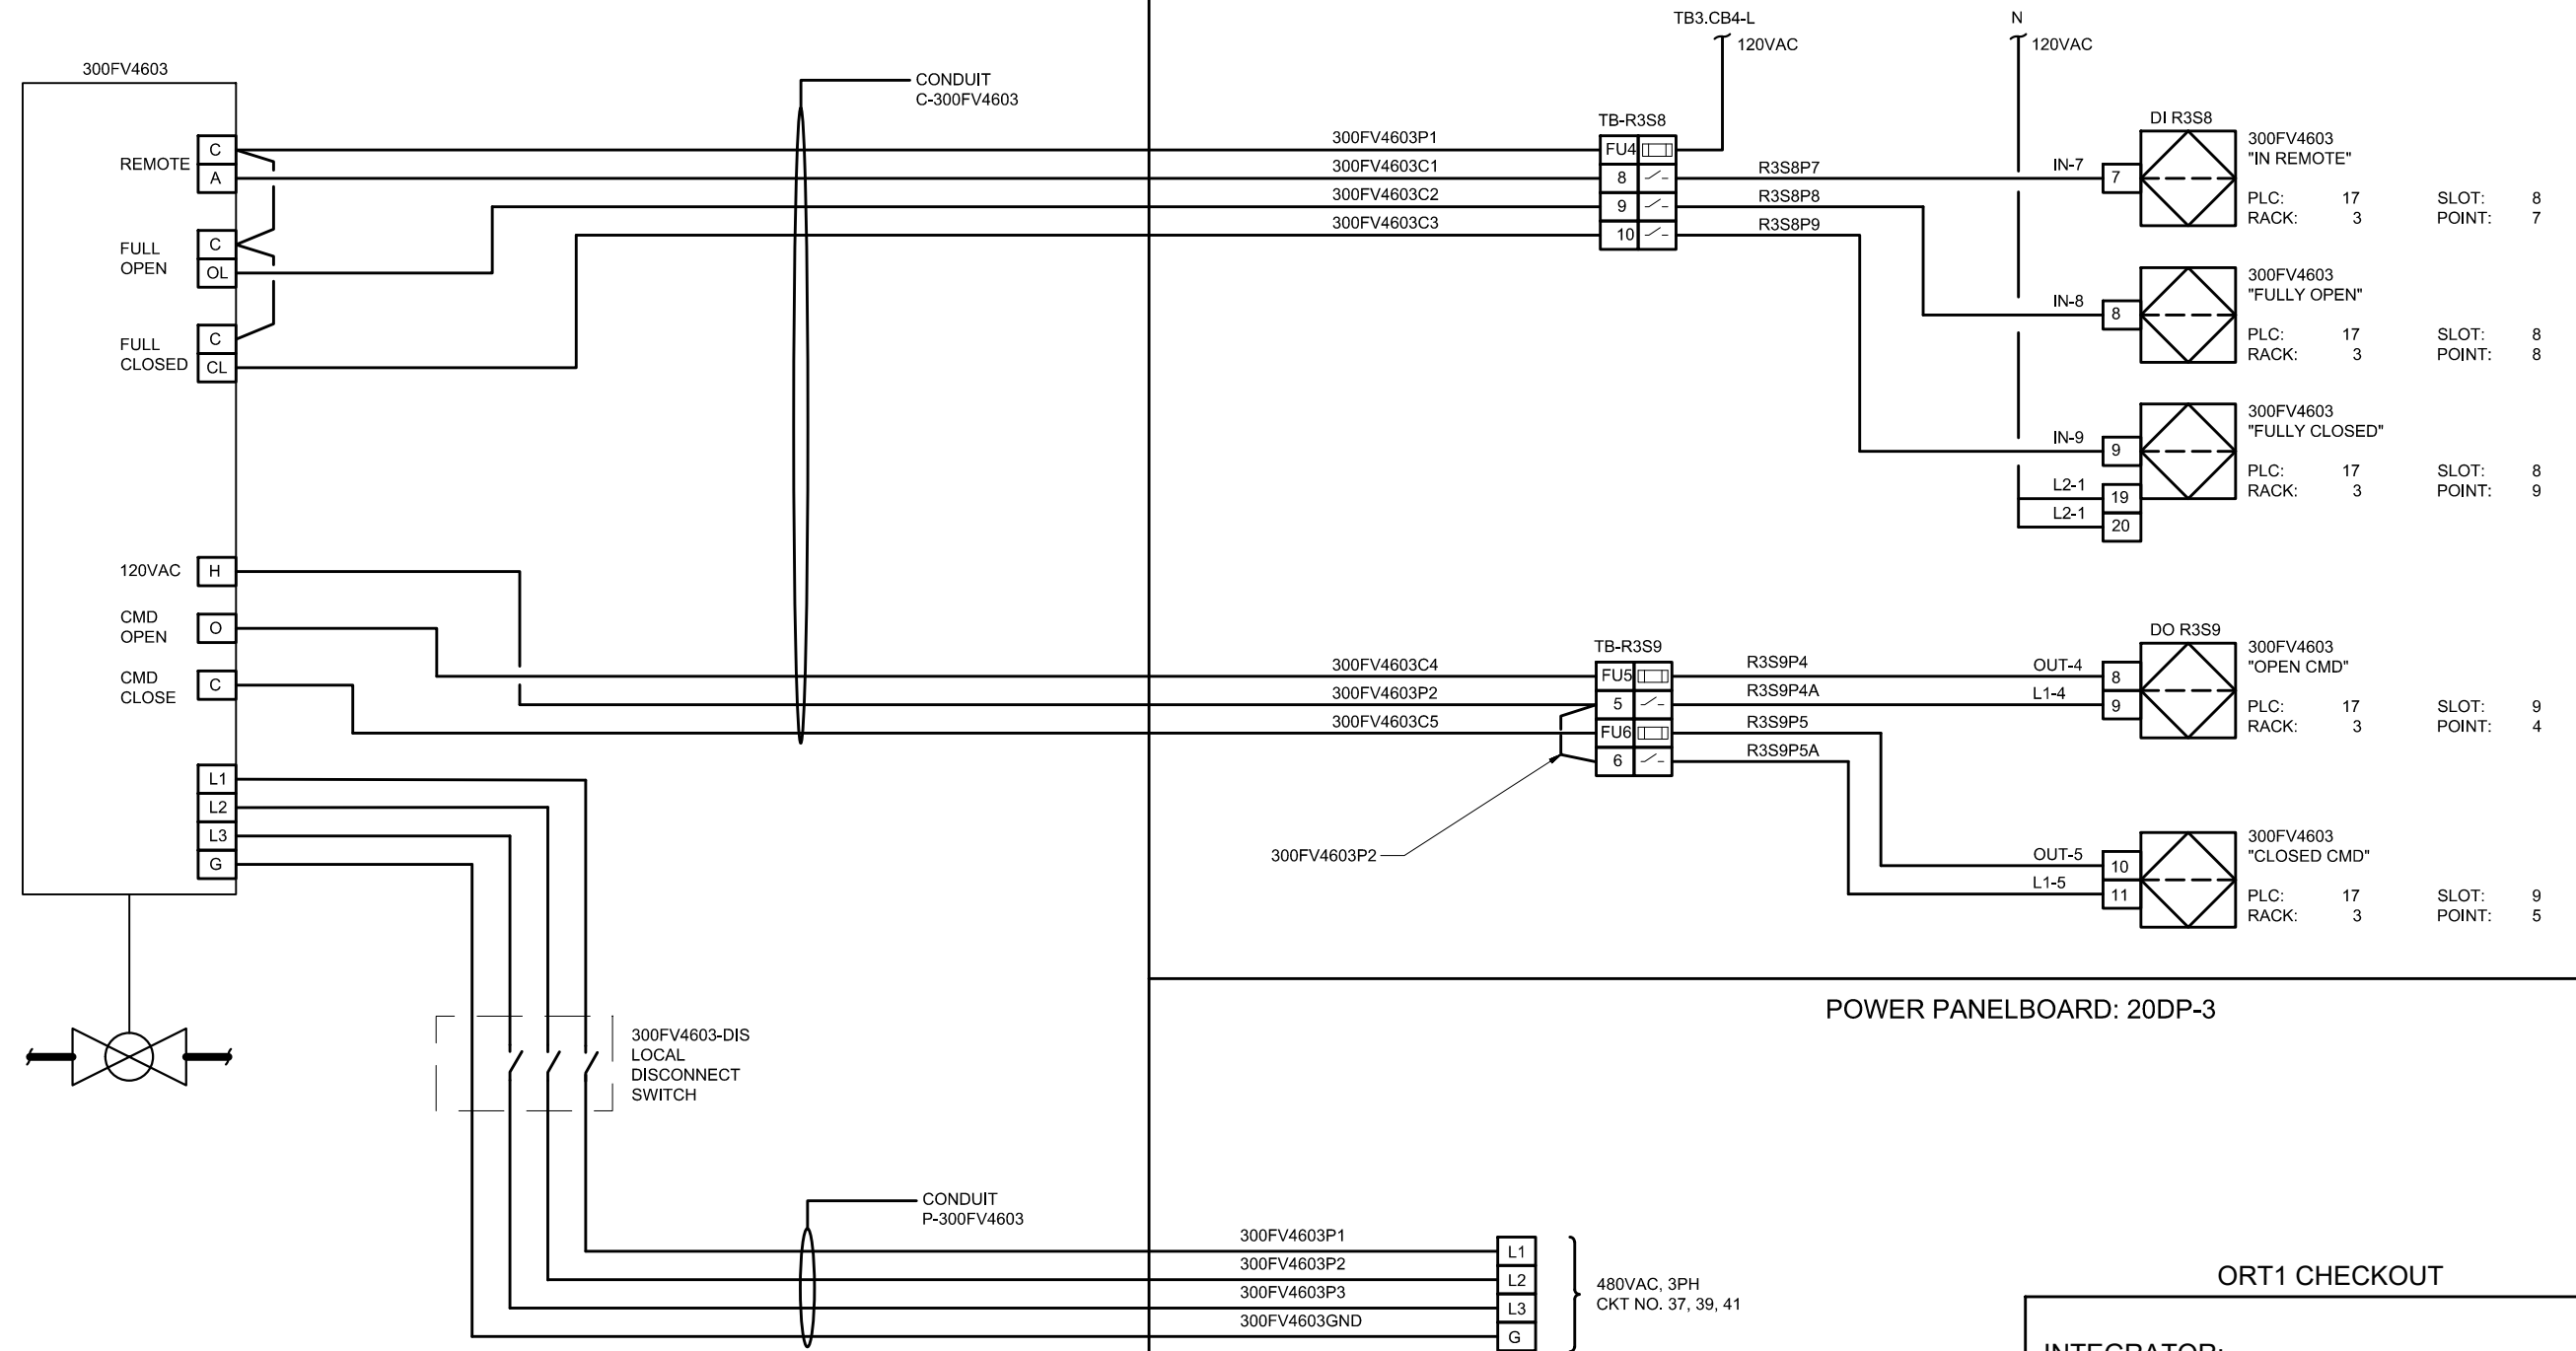 300FV4603
REMOTE
C
A
FULL
OPEN
C
OL
FULL
CLOSED
C
CL
120VAC
H
CMD
OPEN
O
CMD
CLOSE
C
L1
L2
L3
G
CONDUIT
C-300FV4603
300FV4603-DIS
LOCAL
DISCONNECT
SWITCH
CONDUIT
P-300FV4603
TB3.CB4-L
120VAC
N
120VAC
300FV4603P1
300FV4603C1
300FV4603C2
300FV4603C3
TB-R3S8
FU4
8
9
10
R3S8P7
R3S8P8
R3S8P9
DI R3S8
IN-7
7
300FV4603
"IN REMOTE"
PLC: 17 SLOT: 8
RACK: 3 POINT: 7
IN-8
8
300FV4603
"FULLY OPEN"
PLC: 17 SLOT: 8
RACK: 3 POINT: 8
IN-9
9
300FV4603
"FULLY CLOSED"
PLC: 17 SLOT: 8
RACK: 3 POINT: 9
L2-1
19
L2-1
20
300FV4603C4
300FV4603P2
300FV4603C5
300FV4603P2
TB-R3S9
FU5
5
FU6
6
R3S9P4
R3S9P4A
R3S9P5
R3S9P5A
DO R3S9
OUT-4
8
L1-4
9
300FV4603
"OPEN CMD"
PLC: 17 SLOT: 9
RACK: 3 POINT: 4
OUT-5
10
L1-5
11
300FV4603
"CLOSED CMD"
PLC: 17 SLOT: 9
RACK: 3 POINT: 5
POWER PANELBOARD: 20DP-3
300FV4603P1
300FV4603P2
300FV4603P3
300FV4603GND
L1
L2
L3
G
480VAC, 3PH
CKT NO. 37, 39, 41
ORT1 CHECKOUT
INTEGRATOR: